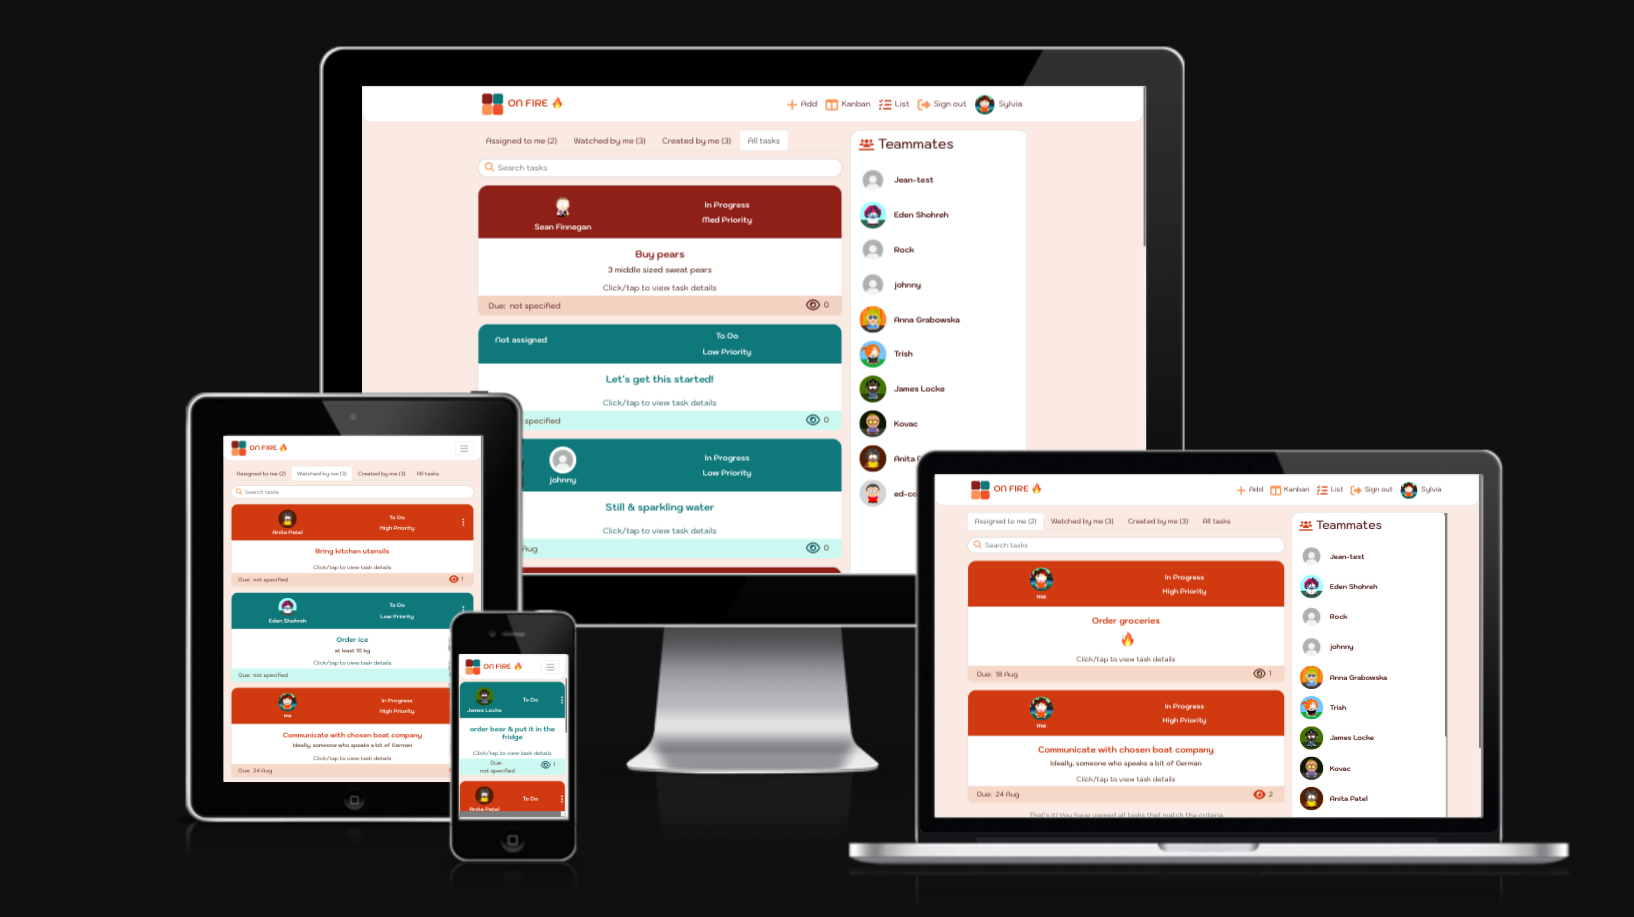 ON FIRE 🔥
Add Kanban List Sign out Sylvia
Assigned to me (2) Watched by me (3) Created by me (3) All tasks
Search tasks
Sean Finnegan
In Progress
Med Priority
Buy pears
3 middle sized sweat pears
Click/tap to view task details
Due: not specified 0
Not assigned
To Do
Low Priority
Let's get this started!
Click/tap to view task details
specified 0
johnny
In Progress
Low Priority
Still & sparkling water
Click/tap to view task details
Aug 0
Teammates
Jean-test
Eden Shohreh
Rock
johnny
Anna Grabowska
Trish
James Locke
Kovac
Anita
ed-co
ON FIRE 🔥
Assigned to me (2) Watched by me (3) Created by me (3) All tasks
Search tasks
Anita Patel
To Do
High Priority
Bring kitchen utensils
Click/tap to view task details
Due: not specified 1
Eden Shohreh
To Do
Low Priority
Order ice
at least 10 kg
Click/tap to view task details
Due: not specified
me
In Progress
High Priority
Communicate with chosen boat company
Ideally, someone who speaks a bit of German
Click/tap to view task details
Due: 24 Aug
ON FIRE 🔥
James Locke
To Do
order beer & put it in the
fridge
Click/tap to view task details
Due:
not specified 1
Anita Patel
To Do
ON FIRE 🔥
Add Kanban List Sign out Sylvia
Assigned to me (2) Watched by me (3) Created by me (3) All tasks
Search tasks
me
In Progress
High Priority
Order groceries
🔥
Click/tap to view task details
Due: 18 Aug 1
me
In Progress
High Priority
Communicate with chosen boat company
Ideally, someone who speaks a bit of German
Click/tap to view task details
Due: 24 Aug 2
That's it! You have viewed all tasks that match the criteria
Teammates
Jean-test
Eden Shohreh
Rock
johnny
Anna Grabowska
Trish
James Locke
Kovac
Anita Patel